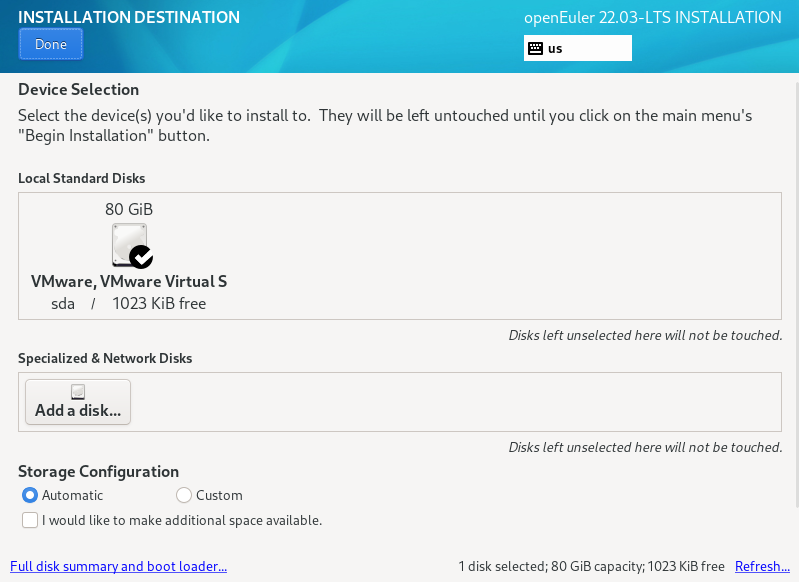 INSTALLATION DESTINATION
openEuler 22.03-LTS INSTALLATION
Done
us
Device Selection
Select the device(s) you'd like to install to.  They will be left untouched until you click on the main menu's
"Begin Installation" button.
Local Standard Disks
80 GiB
VMware, VMware Virtual S
sda / 1023 KiB free
Disks left unselected here will not be touched.
Specialized & Network Disks
Add a disk...
Disks left unselected here will not be touched.
Storage Configuration
Automatic Custom
I would like to make additional space available.
Full disk summary and boot loader... 1 disk selected; 80 GiB capacity; 1023 KiB free Refresh...